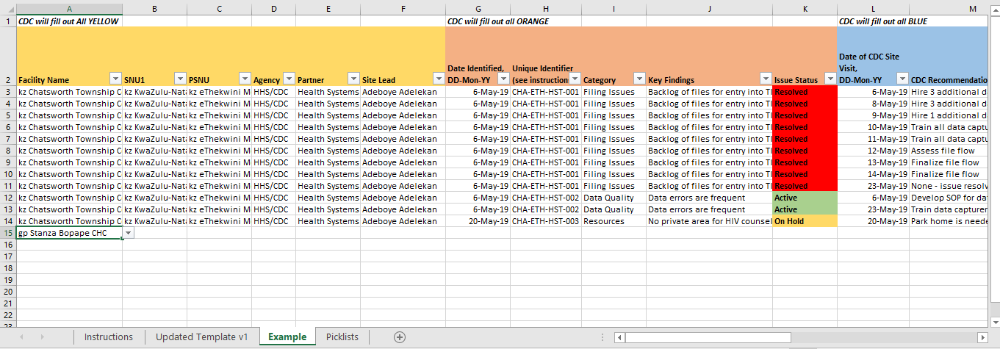 A B C D E F G H I J K L M
1 CDC will fill out All YELLOW CDC will fill out all ORANGE CDC will fill out all BLUE
Date of CDC Site
Date Identified, Unique Identifier Visit,
2 Facility Name SNU1 PSNU Agency Partner Site Lead DD-Mon-YY (see instruction Category Key Findings Issue Status DD-Mon-YY CDC Recommendatio
3 kz Chatsworth Township C kz KwaZulu-Nata kz eThekwini M HHS/CDC Health Systems Adeboye Adelekan 6-May-19 CHA-ETH-HST-001 Filing Issues Backlog of files for entry into TI Resolved 6-May-19 Hire 3 additional d
4 kz Chatsworth Township C kz KwaZulu-Nata kz eThekwini M HHS/CDC Health Systems Adeboye Adelekan 6-May-19 CHA-ETH-HST-001 Filing Issues Backlog of files for entry into TI Resolved 8-May-19 Hire 3 additional d
5 kz Chatsworth Township C kz KwaZulu-Nata kz eThekwini M HHS/CDC Health Systems Adeboye Adelekan 6-May-19 CHA-ETH-HST-001 Filing Issues Backlog of files for entry into TI Resolved 9-May-19 Hire 1 additional d
6 kz Chatsworth Township C kz KwaZulu-Nata kz eThekwini M HHS/CDC Health Systems Adeboye Adelekan 6-May-19 CHA-ETH-HST-001 Filing Issues Backlog of files for entry into TI Resolved 10-May-19 Train all data captu
7 kz Chatsworth Township C kz KwaZulu-Nata kz eThekwini M HHS/CDC Health Systems Adeboye Adelekan 6-May-19 CHA-ETH-HST-001 Filing Issues Backlog of files for entry into TI Resolved 11-May-19 Train all data captu
8 kz Chatsworth Township C kz KwaZulu-Nata kz eThekwini M HHS/CDC Health Systems Adeboye Adelekan 6-May-19 CHA-ETH-HST-001 Filing Issues Backlog of files for entry into TI Resolved 12-May-19 Assess file flow
9 kz Chatsworth Township C kz KwaZulu-Nata kz eThekwini M HHS/CDC Health Systems Adeboye Adelekan 6-May-19 CHA-ETH-HST-001 Filing Issues Backlog of files for entry into TI Resolved 13-May-19 Finalize file flow
10 kz Chatsworth Township C kz KwaZulu-Nata kz eThekwini M HHS/CDC Health Systems Adeboye Adelekan 6-May-19 CHA-ETH-HST-001 Filing Issues Backlog of files for entry into TI Resolved 14-May-19 Finalize file flow
11 kz Chatsworth Township C kz KwaZulu-Nata kz eThekwini M HHS/CDC Health Systems Adeboye Adelekan 6-May-19 CHA-ETH-HST-001 Filing Issues Backlog of files for entry into TI Resolved 23-May-19 None - issue resolv
12 kz Chatsworth Township C kz KwaZulu-Nata kz eThekwini M HHS/CDC Health Systems Adeboye Adelekan 6-May-19 CHA-ETH-HST-002 Data Quality Data errors are frequent Active 6-May-19 Develop SOP for da
13 kz Chatsworth Township C kz KwaZulu-Nata kz eThekwini M HHS/CDC Health Systems Adeboye Adelekan 6-May-19 CHA-ETH-HST-002 Data Quality Data errors are frequent Active 23-May-19 Train data capturer
14 kz Chatsworth Township C kz KwaZulu-Nata kz eThekwini M HHS/CDC Health Systems Adeboye Adelekan 20-May-19 CHA-ETH-HST-003 Resources No private area for HIV counsel On Hold 20-May-19 Park home is neede
15 gp Stanza Bopape CHC
16
17
18
19
20
21
22
23
Instructions Updated Template v1 Example Picklists